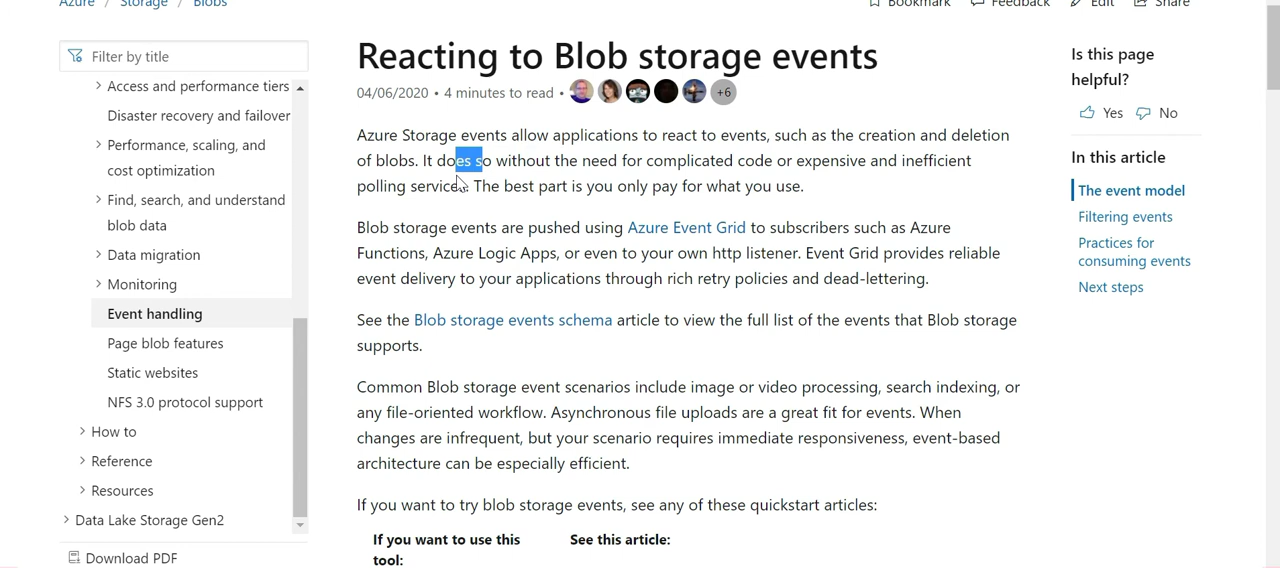 Azure / Storage / Blobs
Bookmark Feedback Edit Share
Filter by title
Access and performance tiers
Disaster recovery and failover
Performance, scaling, and
cost optimization
Find, search, and understand
blob data
Data migration
Monitoring
Event handling
Page blob features
Static websites
NFS 3.0 protocol support
How to
Reference
Resources
Data Lake Storage Gen2
Download PDF
Reacting to Blob storage events
04/06/2020 • 4 minutes to read • +6
Azure Storage events allow applications to react to events, such as the creation and deletion
of blobs. It does so without the need for complicated code or expensive and inefficient
polling services. The best part is you only pay for what you use.
Blob storage events are pushed using Azure Event Grid to subscribers such as Azure
Functions, Azure Logic Apps, or even to your own http listener. Event Grid provides reliable
event delivery to your applications through rich retry policies and dead-lettering.
See the Blob storage events schema article to view the full list of the events that Blob storage
supports.
Common Blob storage event scenarios include image or video processing, search indexing, or
any file-oriented workflow. Asynchronous file uploads are a great fit for events. When
changes are infrequent, but your scenario requires immediate responsiveness, event-based
architecture can be especially efficient.
If you want to try blob storage events, see any of these quickstart articles:
If you want to use this See this article:
tool:
Is this page
helpful?
Yes No
In this article
The event model
Filtering events
Practices for
consuming events
Next steps